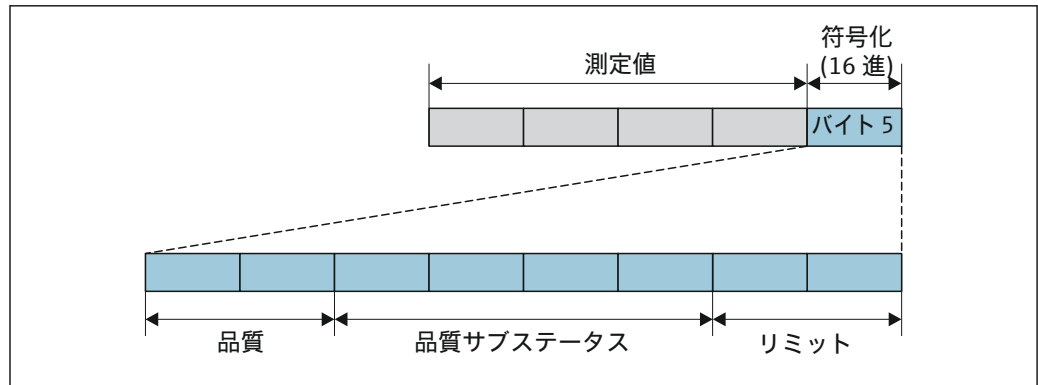 測定値
符号化
(16 進)
バイト 5
品質
品質サブステータス
リミット